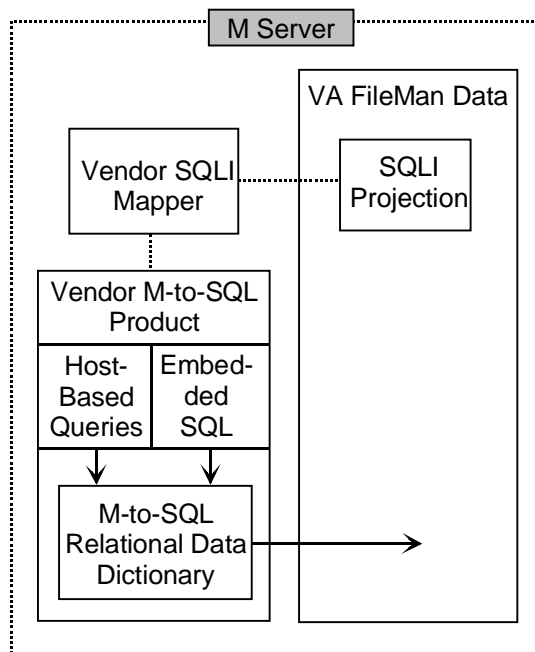 M Server
VA FileMan Data
Vendor SQLI
Mapper
SQLI
Projection
Vendor M-to-SQL
Product
Host-
Based
Queries
Embed-
ded
SQL
M-to-SQL
Relational Data
Dictionary